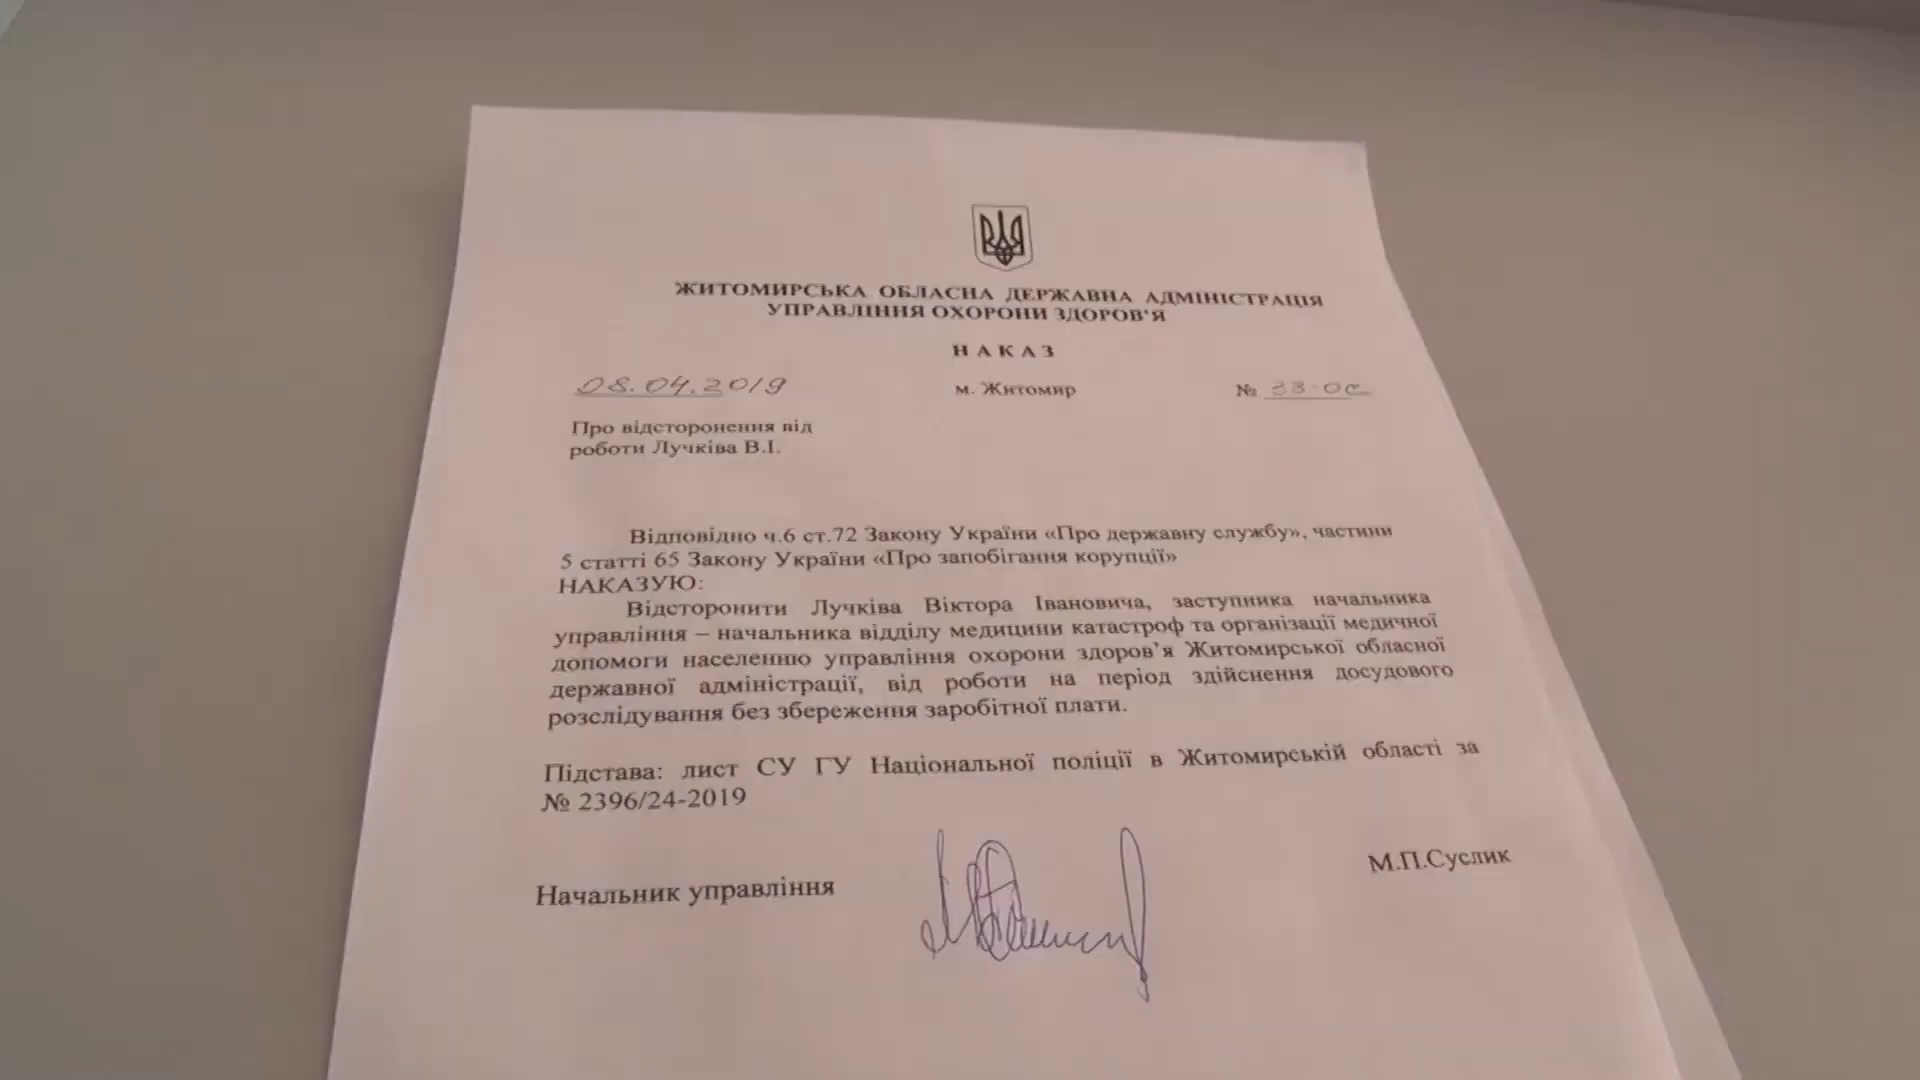 ЖИТОМИРСЬКА ОБЛАСНА ДЕРЖАВНА АДМІНІСТРАЦІЯ
УПРАВЛІННЯ ОХОРОНИ ЗДОРОВ'Я
НАКАЗ
08.04.2019 м. Житомир № 33-ос
Про відсторонення від
роботи Лучківа В.І.
Відповідно ч.6 ст.72 Закону України «Про державну службу», частини
5 статті 65 Закону України «Про запобігання корупції»
НАКАЗУЮ:
Відсторонити Лучківа Віктора Івановича, заступника начальника
управління – начальника відділу медицини катастроф та організації медичної
допомоги населенню управління охорони здоров'я Житомирської обласної
державної адміністрації, від роботи на період здійснення досудового
розслідування без збереження заробітної плати.
Підстава: лист СУ ГУ Національної поліції в Житомирській області за
№ 2396/24-2019
Начальник управління М.П.Суслик